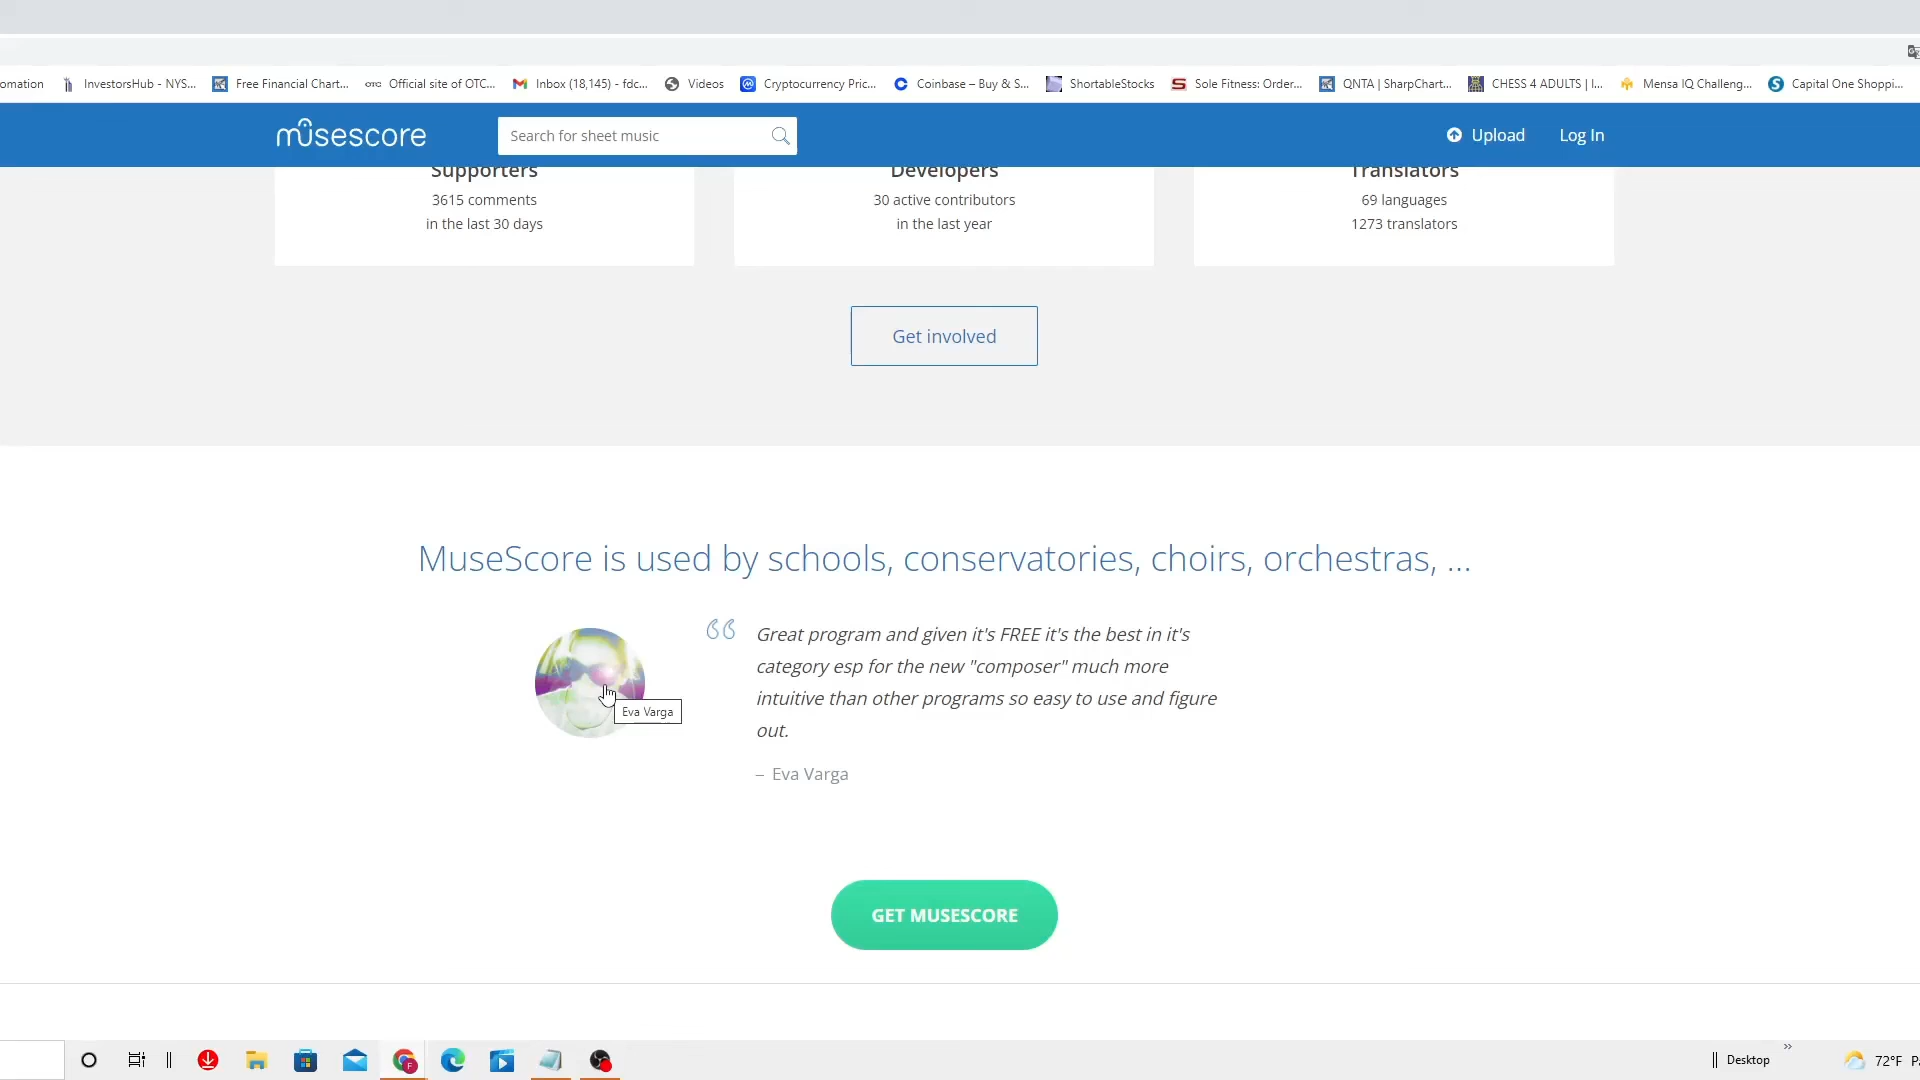 omation InvestorsHub - NYS... Free Financial Chart... OTC Official site of OTC... Inbox (18,145) - fdc... Videos Cryptocurrency Pric... Coinbase – Buy & S... ShortableStocks Sole Fitness: Order... QNTA | SharpChart... CHESS 4 ADULTS | I... Mensa IQ Challeng... Capital One Shoppi...
musescore Search for sheet music Upload Log In
Supporters
3615 comments
in the last 30 days
Developers
30 active contributors
in the last year
Translators
69 languages
1273 translators
Get involved
MuseScore is used by schools, conservatories, choirs, orchestras, ...
Great program and given it's FREE it's the best in it's
category esp for the new "composer" much more
intuitive than other programs so easy to use and figure
out.
Eva Varga
– Eva Varga
GET MUSESCORE
Desktop » 72°F